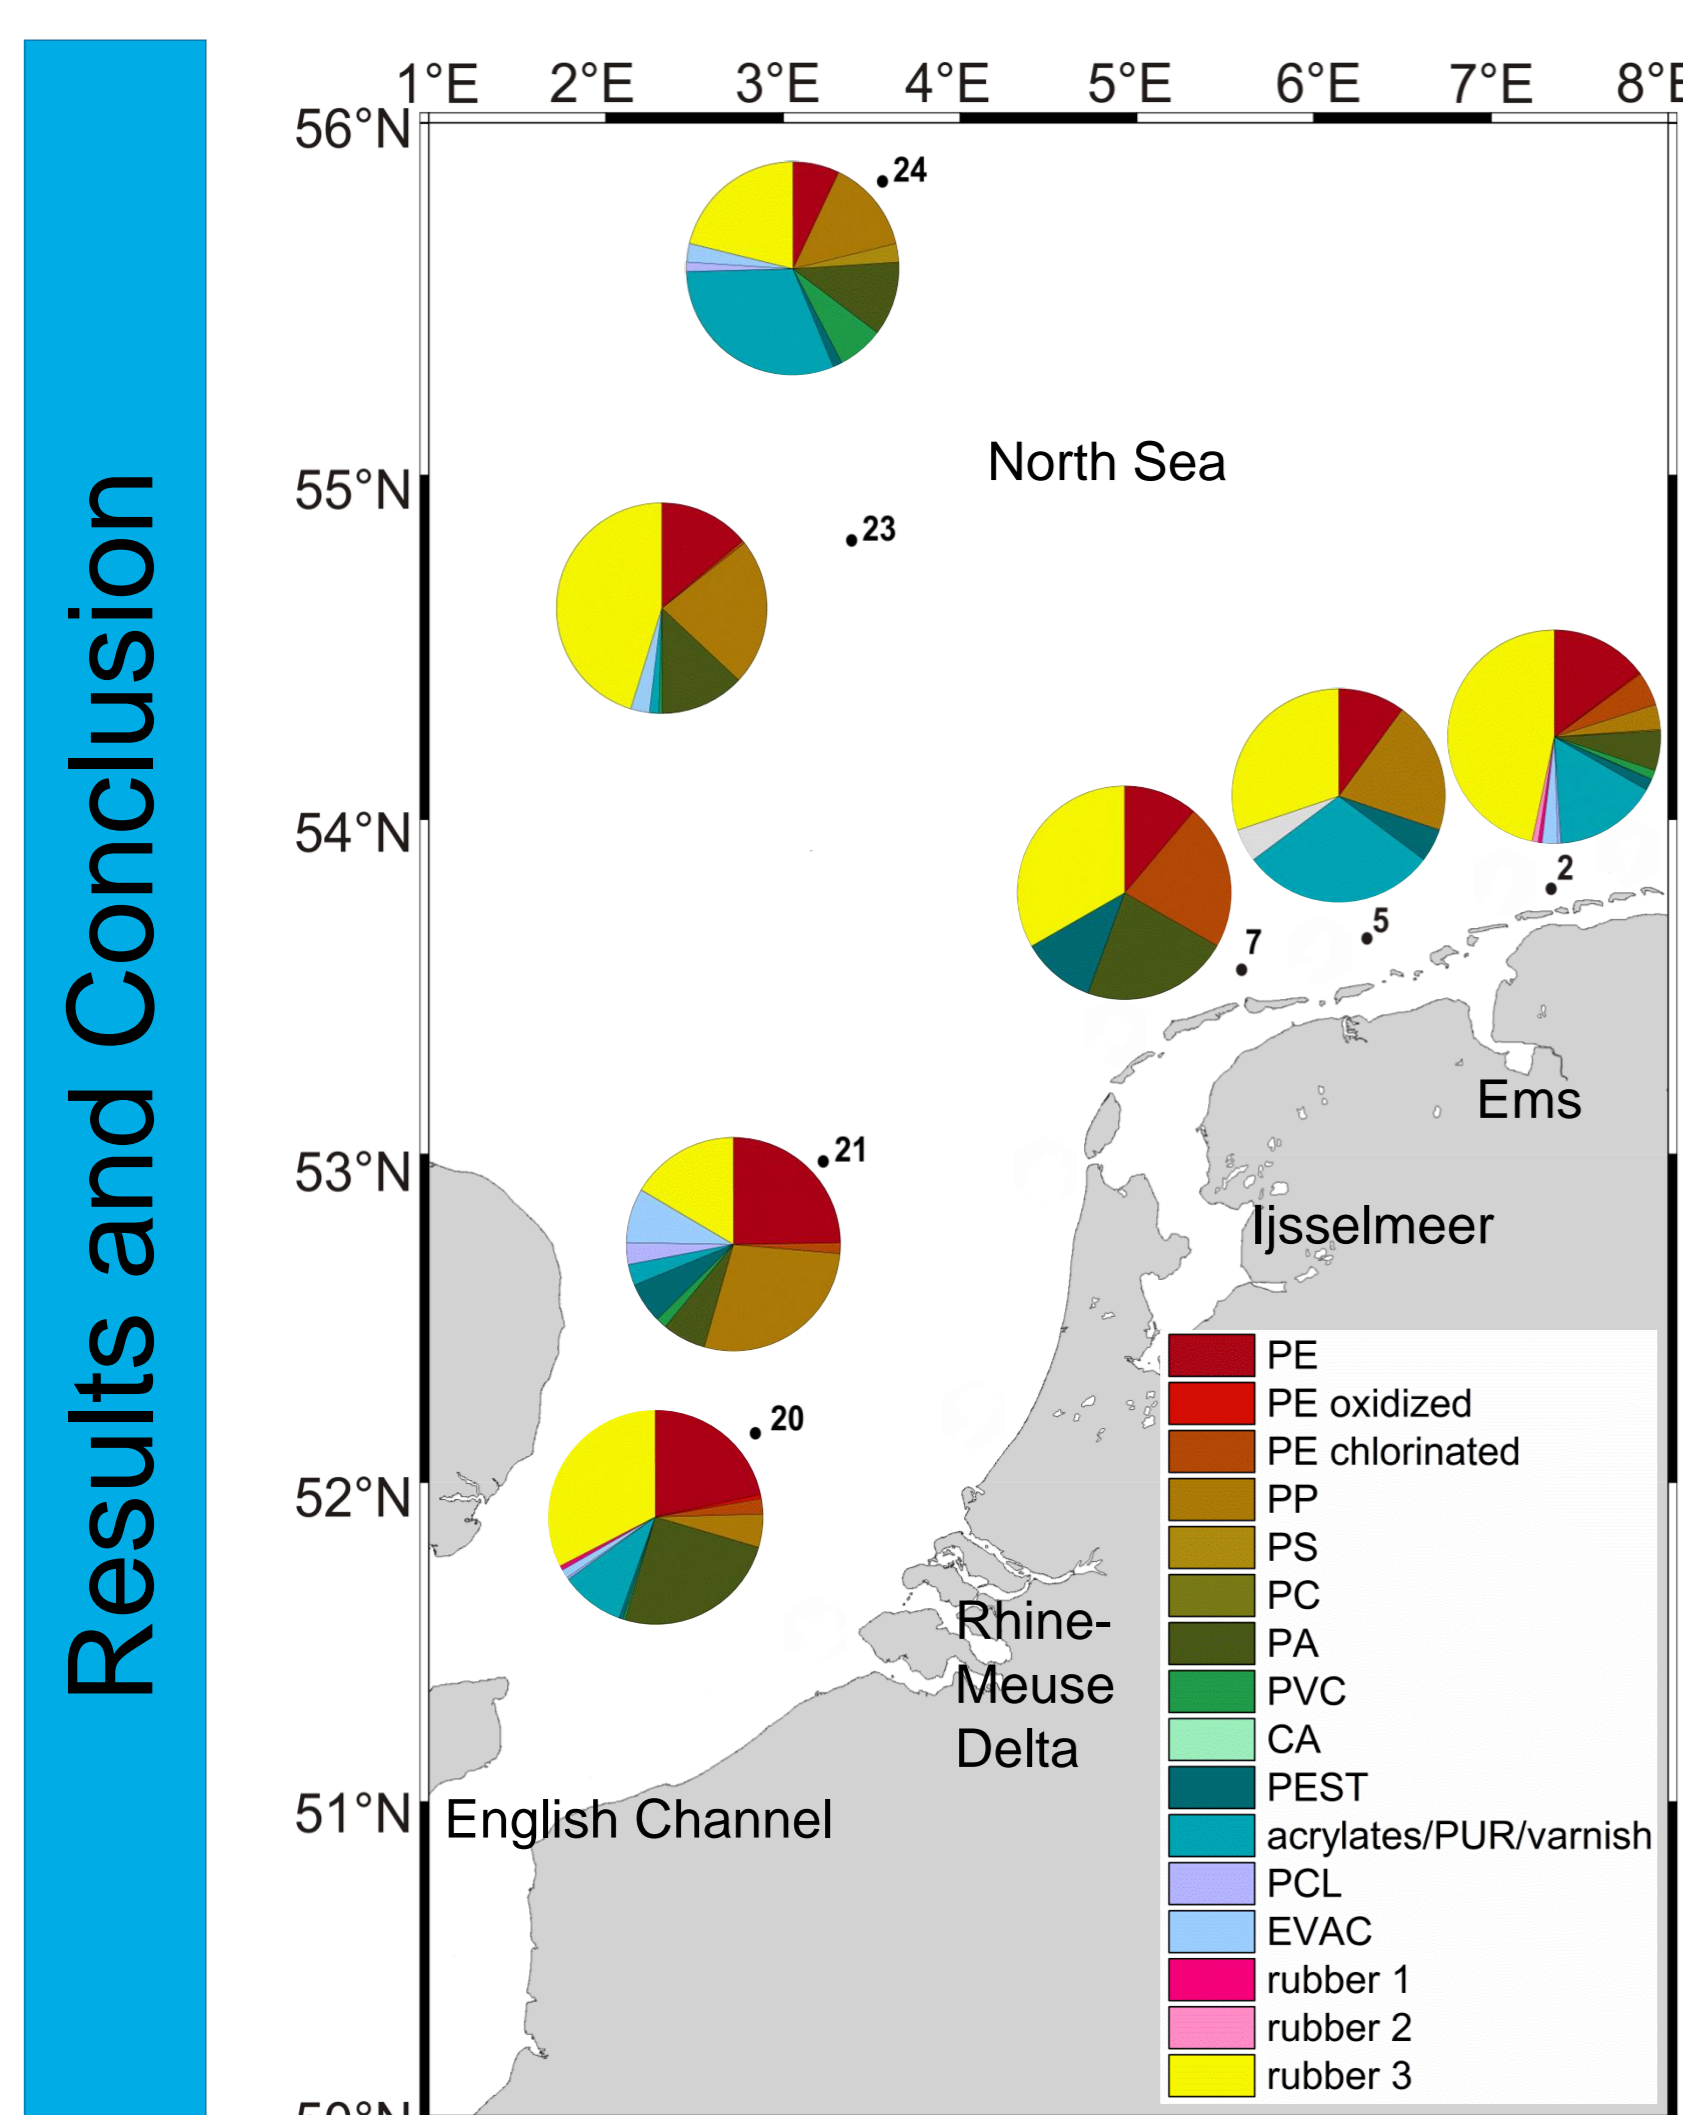 Results and Conclusion
1°E 2°E 3°E 4°E 5°E 6°E 7°E 8°E
56°N
24
North Sea
55°N
23
54°N
2
5
7
Ems
21
53°N
Ijsselmeer
20
52°N
Rhine-
Meuse
Delta
51°N
English Channel
50°N
PE
PE oxidized
PE chlorinated
PP
PS
PC
PA
PVC
CA
PEST
acrylates/PUR/varnish
PCL
EVAC
rubber 1
rubber 2
rubber 3